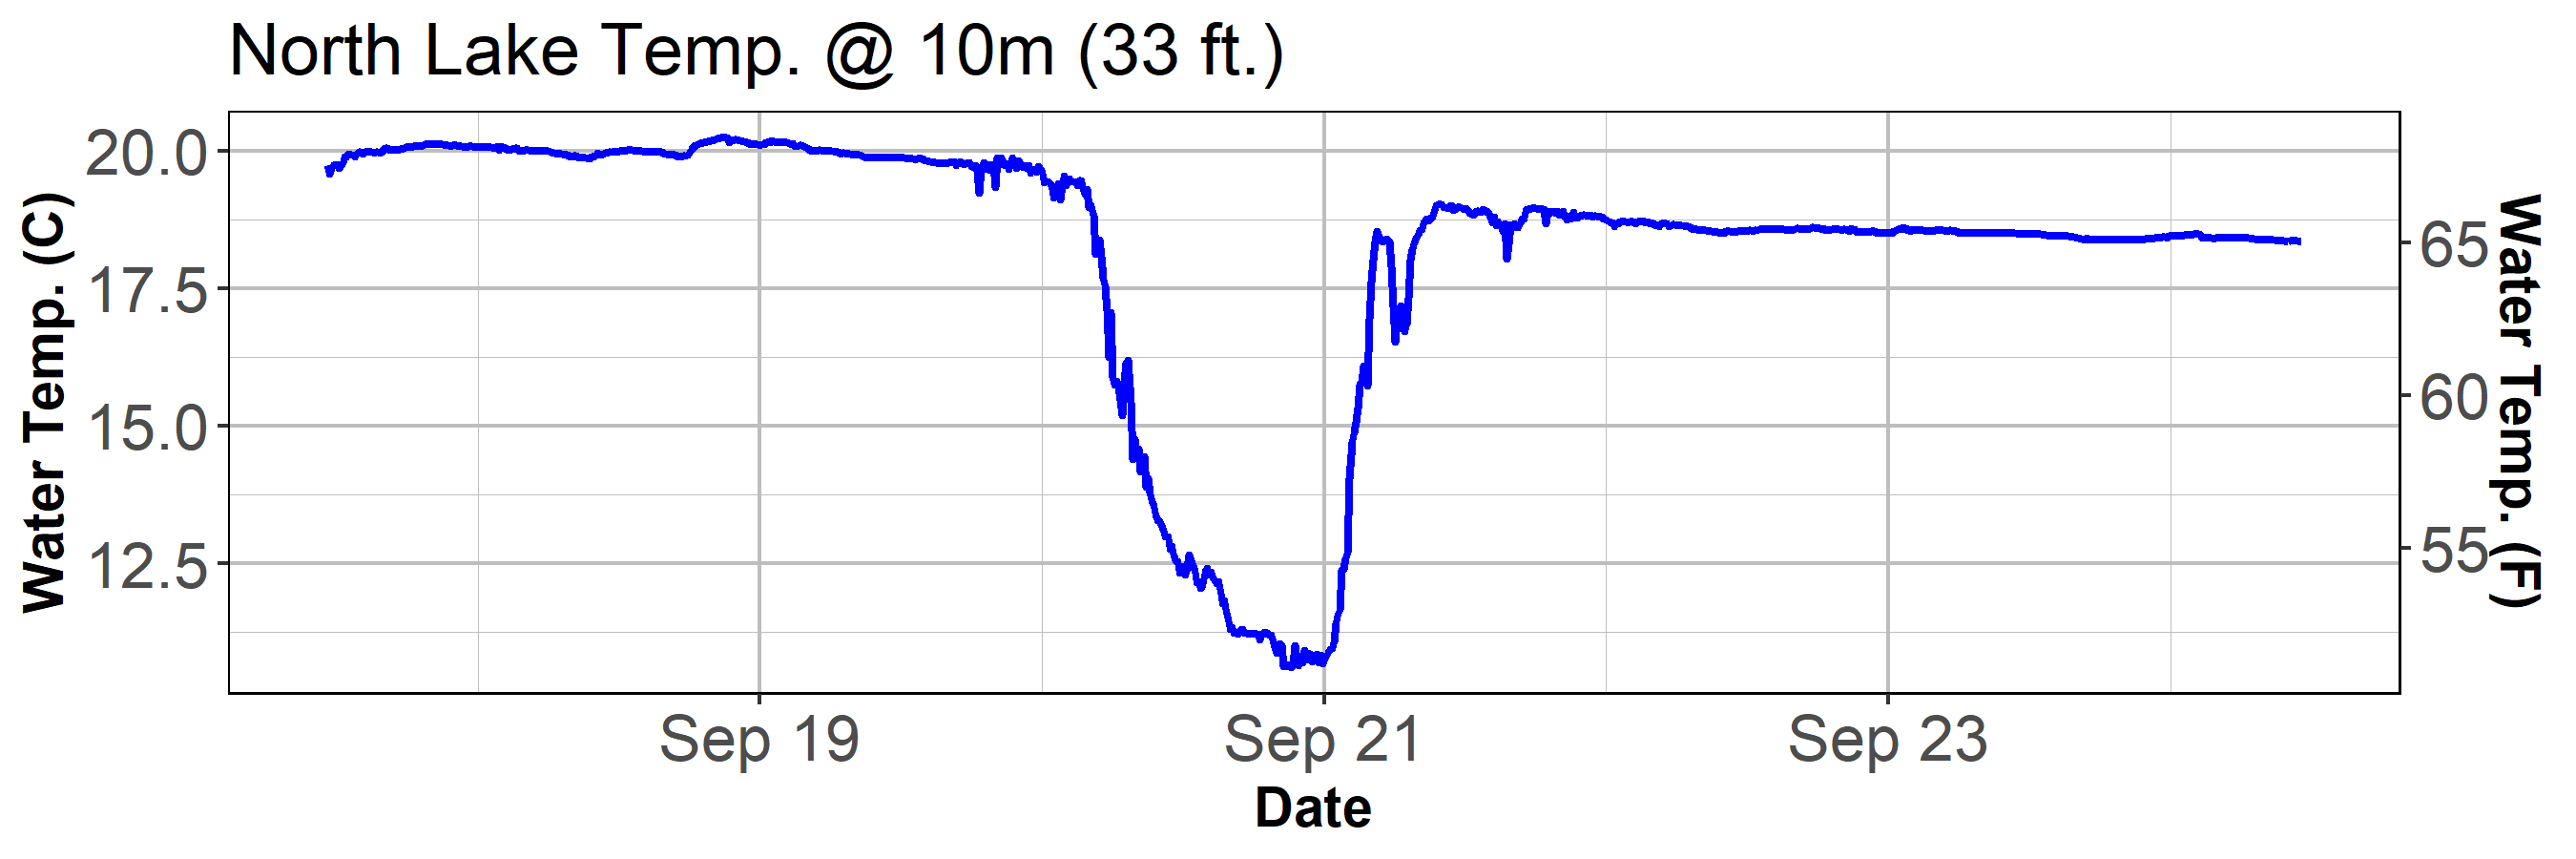 North Lake Temp. @ 10m (33 ft.)
Water Temp. (C)
20.0
17.5
15.0
12.5
65
60
55
Water Temp. (F)
Sep 19
Sep 21
Sep 23
Date